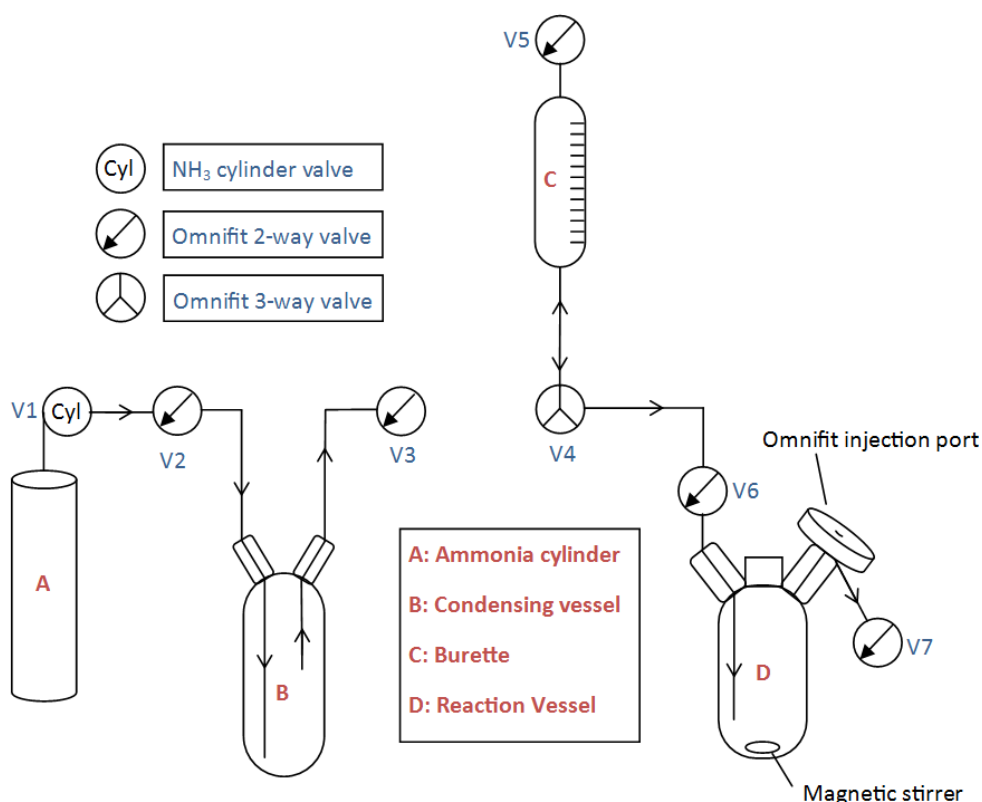 V5
Cyl NH₃ cylinder valve
C
Omnifit 2-way valve
Omnifit 3-way valve
V1 Cyl
V2
V3
V4
Omnifit injection port
V6
A
A: Ammonia cylinder
B: Condensing vessel
C: Burette
D: Reaction Vessel
V7
B
D
Magnetic stirrer